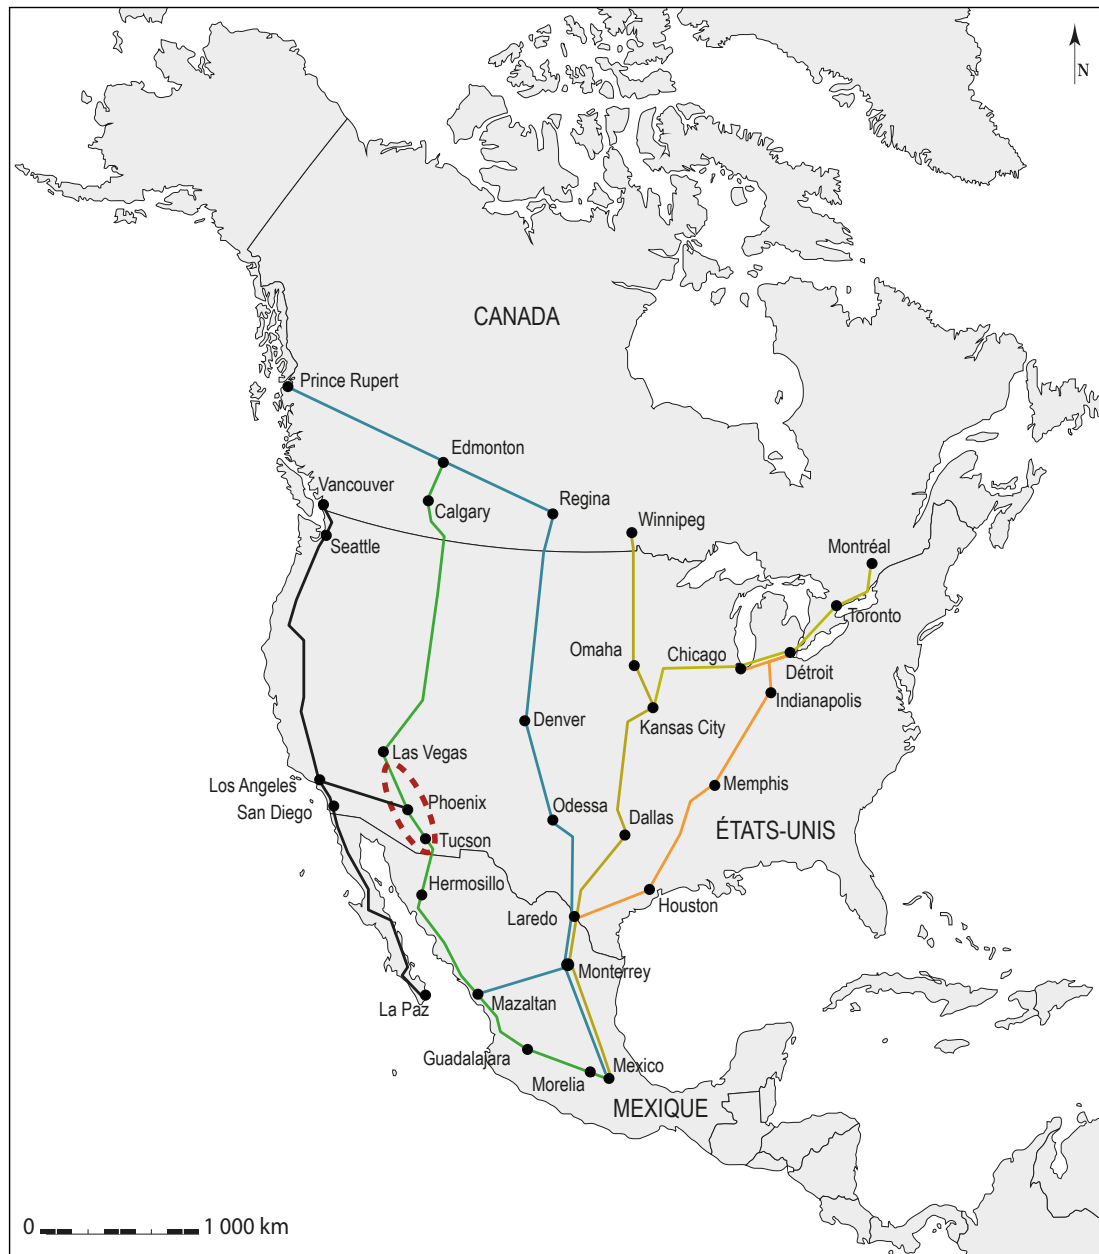 N
CANADA
Prince Rupert
Edmonton
Vancouver
Calgary
Regina
Winnipeg
Seattle
Montréal
Toronto
Omaha
Chicago
Détroit
Indianapolis
Kansas City
Denver
Las Vegas
Los Angeles
Phoenix
San Diego
Memphis
Odessa
Dallas
ÉTATS-UNIS
Tucson
Hermosillo
Houston
Laredo
Monterrey
La Paz
Mazaltan
Guadalajara
Mexico
Morelia
MEXIQUE
0 1 000 km